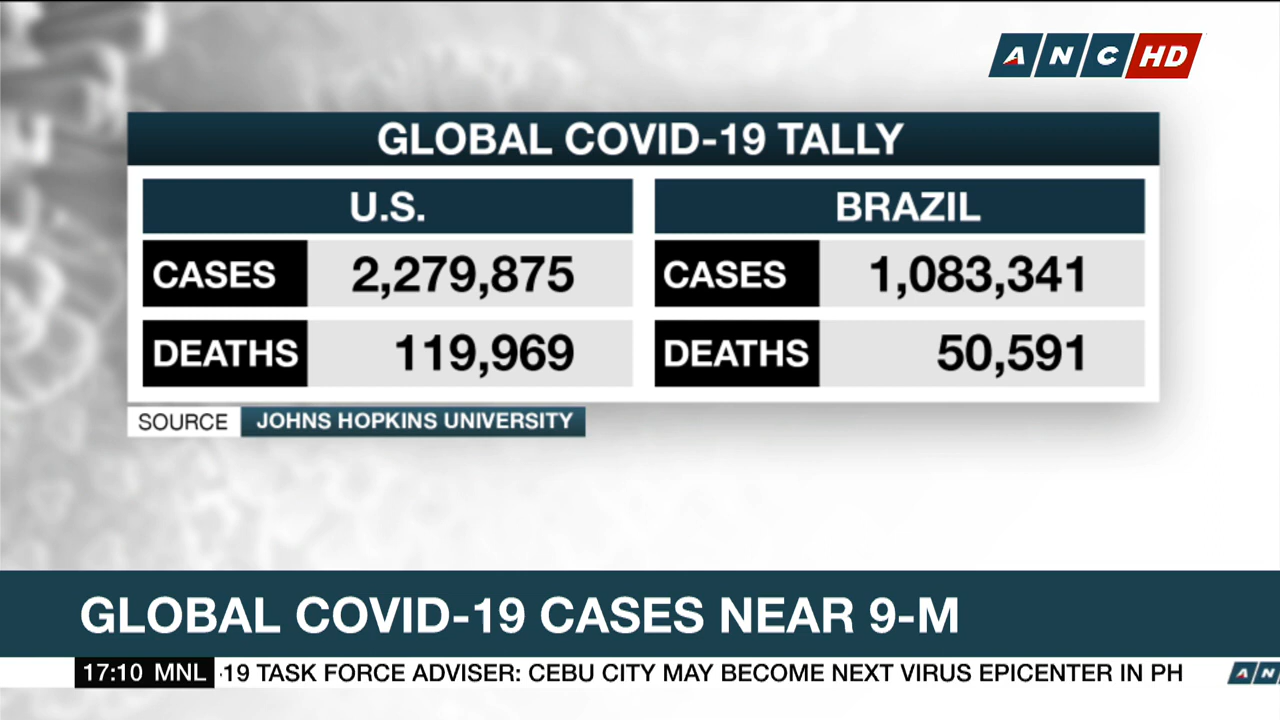 ANC HD
GLOBAL COVID-19 TALLY
U.S.
CASES 2,279,875
DEATHS 119,969
BRAZIL
CASES 1,083,341
DEATHS 50,591
SOURCE JOHNS HOPKINS UNIVERSITY
GLOBAL COVID-19 CASES NEAR 9-M
17:10 MNL -19 TASK FORCE ADVISER: CEBU CITY MAY BECOME NEXT VIRUS EPICENTER IN PH AN